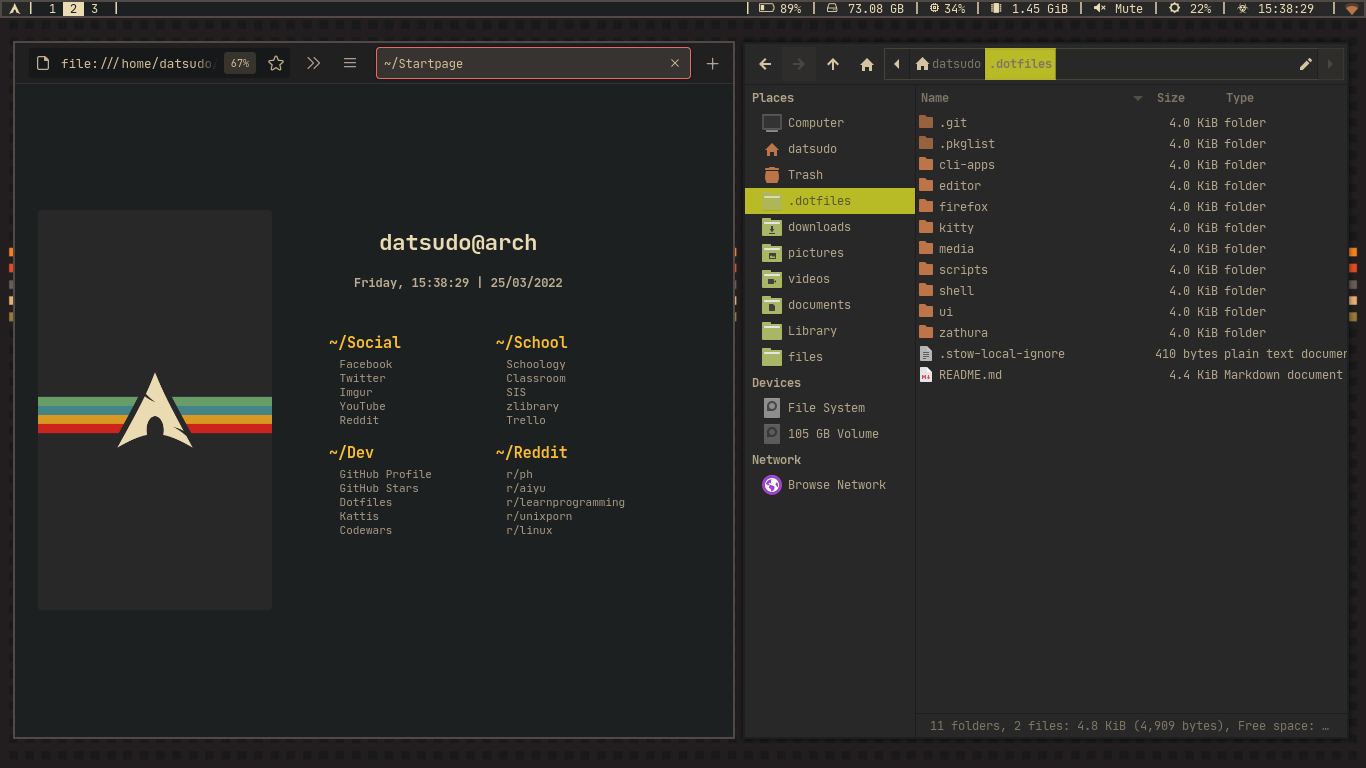 1 2 3
| 89% | 73.08 GB | 34% | 1.45 GiB | Mute | 22% | 15:38:29 |
file:///home/datsudo/ 67%
~/Startpage
datsudo@arch
Friday, 15:38:29 | 25/03/2022
~/Social
Facebook
Twitter
Imgur
YouTube
Reddit
~/School
Schoology
Classroom
SIS
zlibrary
Trello
~/Dev
GitHub Profile
GitHub Stars
Dotfiles
Kattis
Codewars
~/Reddit
r/ph
r/aiyu
r/learnprogramming
r/unixporn
r/linux
datsudo .dotfiles
Places
Computer
datsudo
Trash
.dotfiles
downloads
pictures
videos
documents
Library
files
Devices
File System
105 GB Volume
Network
Browse Network
Name Size Type
.git 4.0 KiB folder
.pkglist 4.0 KiB folder
cli-apps 4.0 KiB folder
editor 4.0 KiB folder
firefox 4.0 KiB folder
kitty 4.0 KiB folder
media 4.0 KiB folder
scripts 4.0 KiB folder
shell 4.0 KiB folder
ui 4.0 KiB folder
zathura 4.0 KiB folder
.stow-local-ignore 410 bytes plain text documen
README.md 4.4 KiB Markdown document
11 folders, 2 files: 4.8 KiB (4,909 bytes), Free space: …